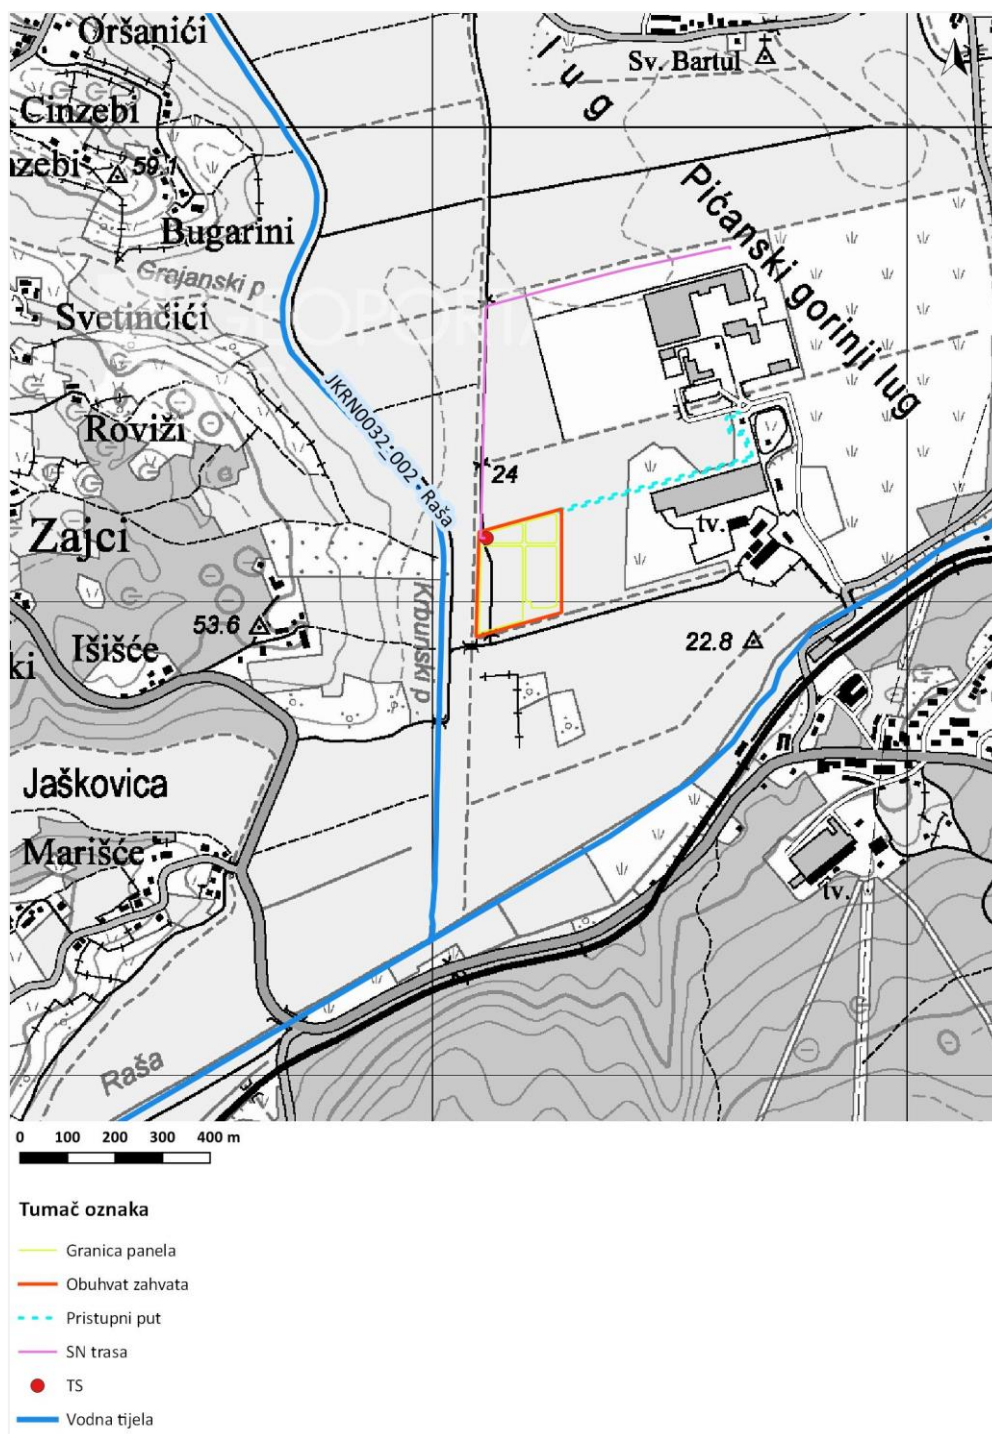 Oršanići
lug
Sv. Bartul
Cinzebi
nzebi
59.1
Pićanski gorinji lug
Bugarini
Grajanski p
GEOPORT
Svetinčići
JKRN0032_002, Raša
Roviži
24
Zajci
tv.
Krbunski p
53.6
Išišće
22.8
ki
Jaškovica
Marišće
tv.
Raša
0 100 200 300 400 m
Tumač oznaka
Granica panela
Obuhvat zahvata
Pristupni put
SN trasa
TS
Vodna tijela